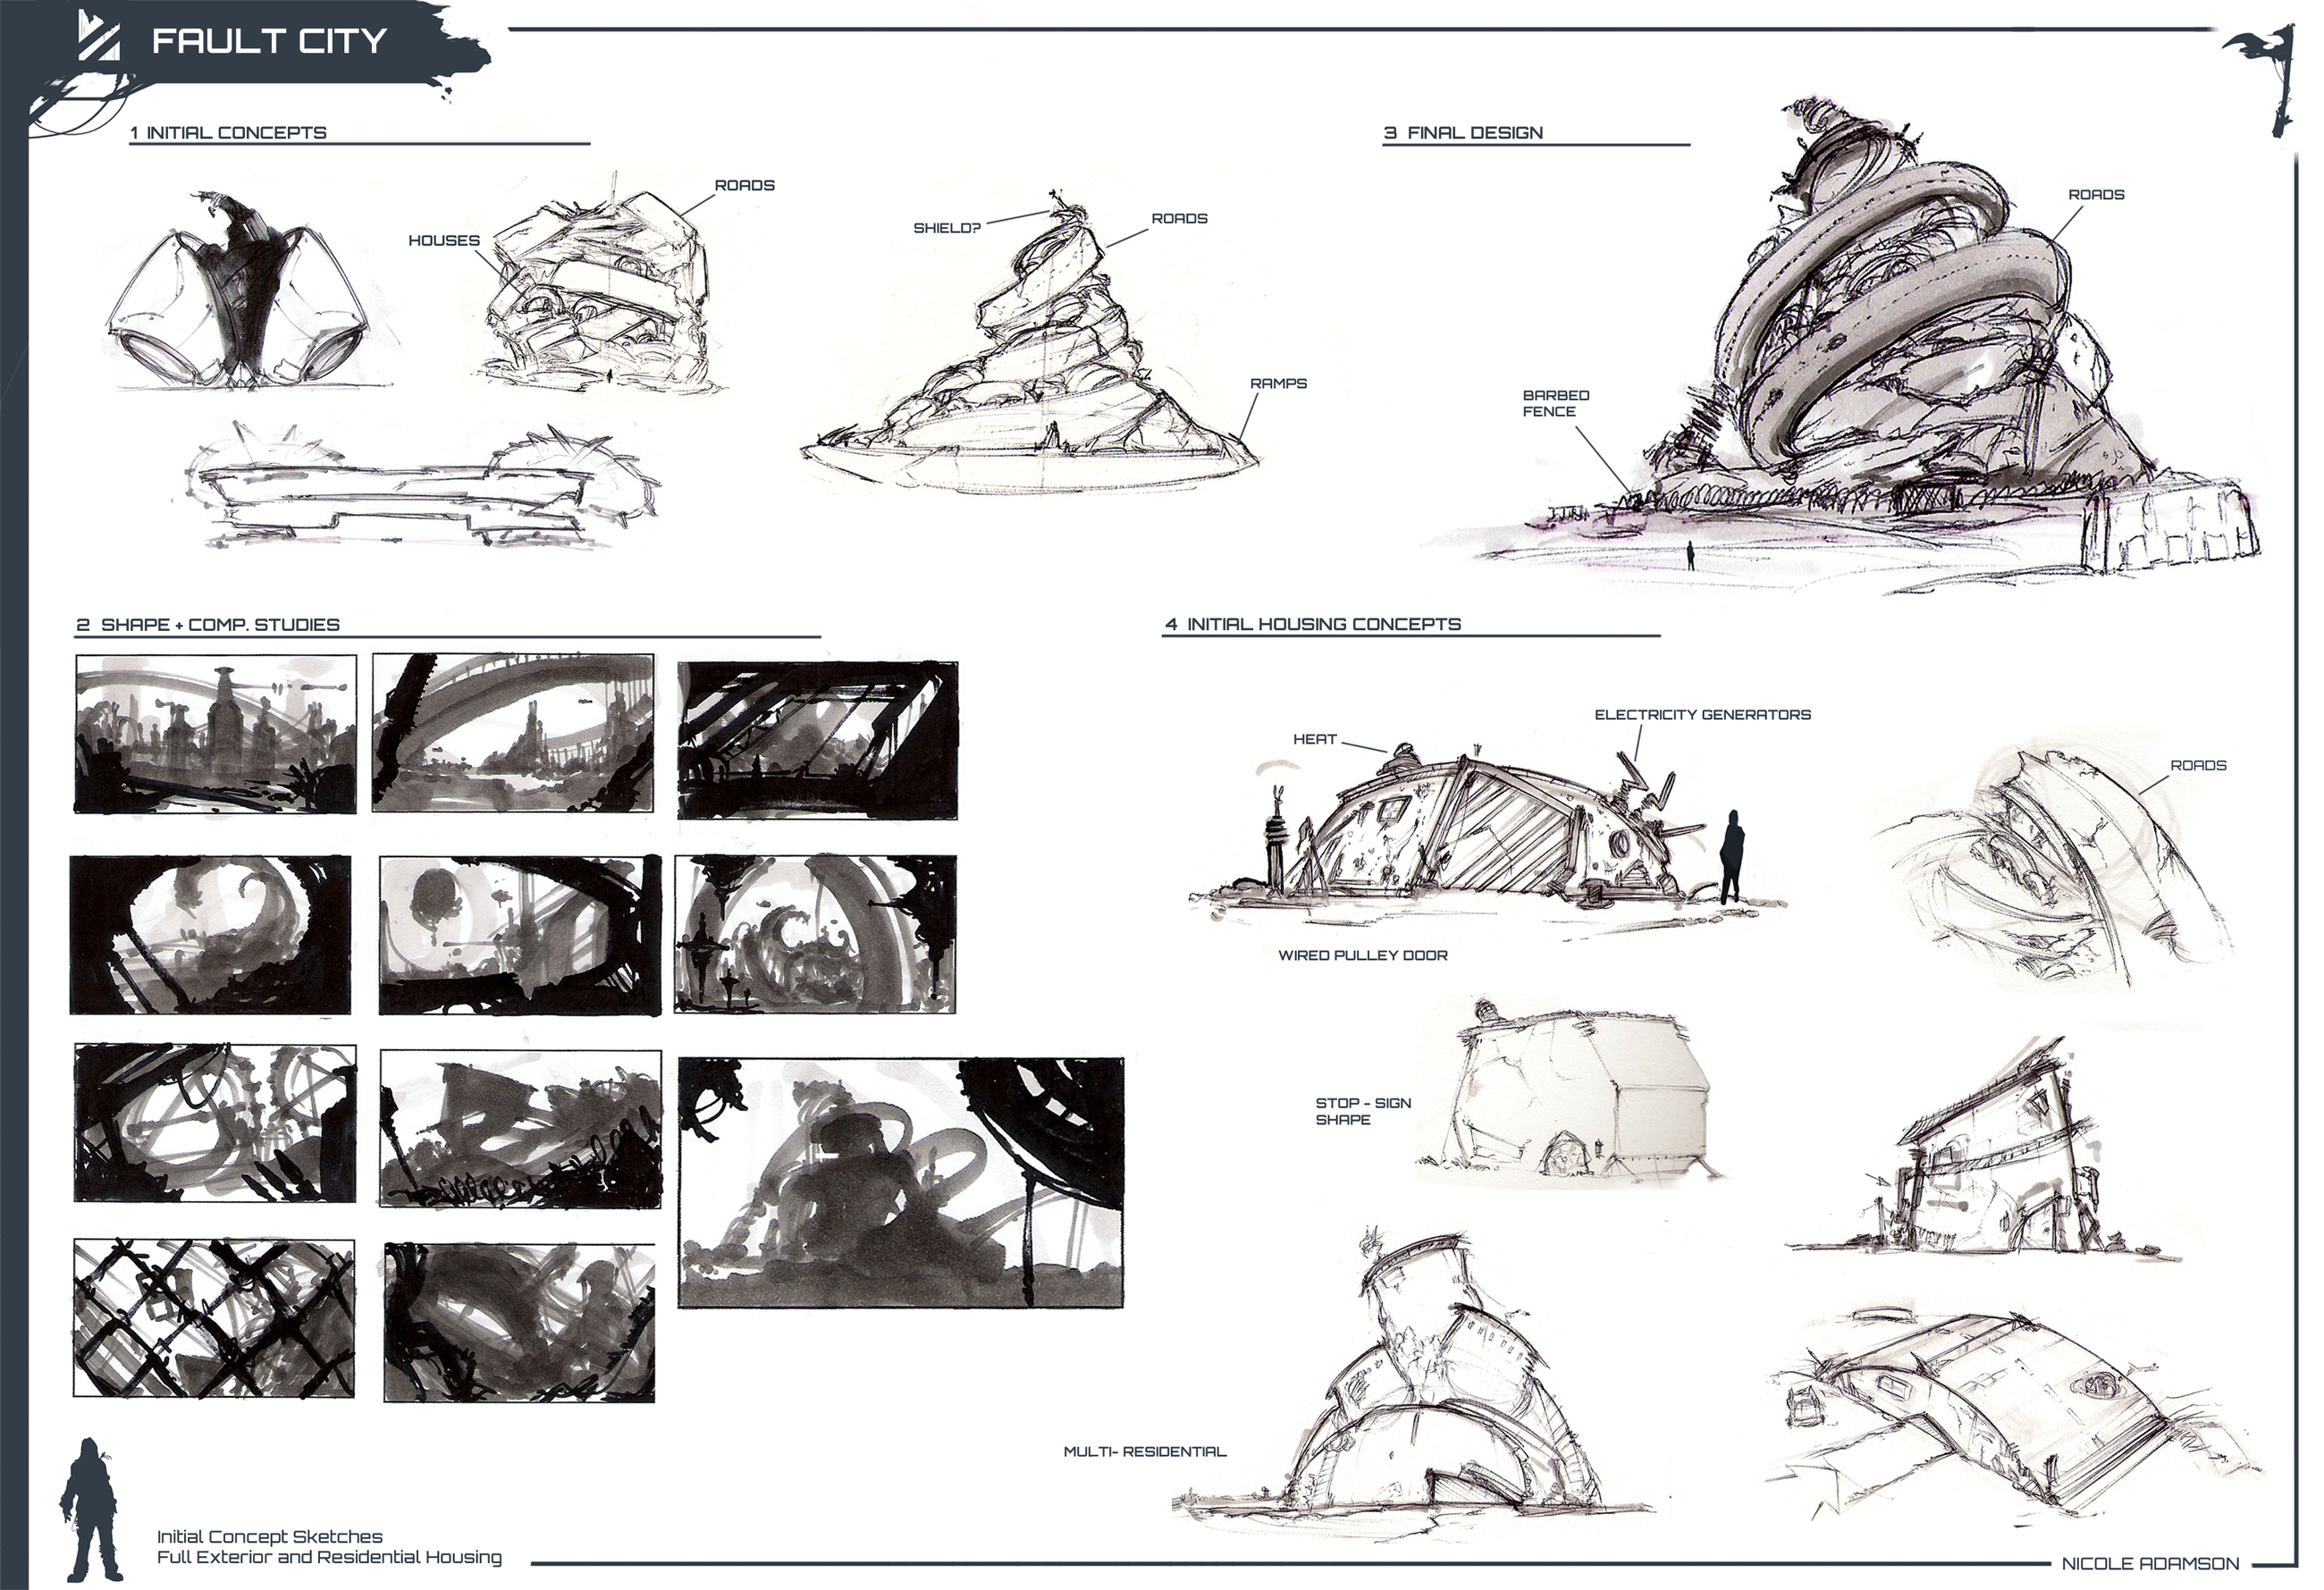 FAULT CITY
1 INITIAL CONCEPTS
HOUSES
ROADS
SHIELD?
ROADS
RAMPS
3 FINAL DESIGN
ROADS
BARBED
FENCE
2 SHAPE + COMP. STUDIES
4 INITIAL HOUSING CONCEPTS
HEAT
ELECTRICITY GENERATORS
WIRED PULLEY DOOR
ROADS
STOP - SIGN
SHAPE
MULTI- RESIDENTIAL
Initial Concept Sketches
Full Exterior and Residential Housing
NICOLE ADAMSON